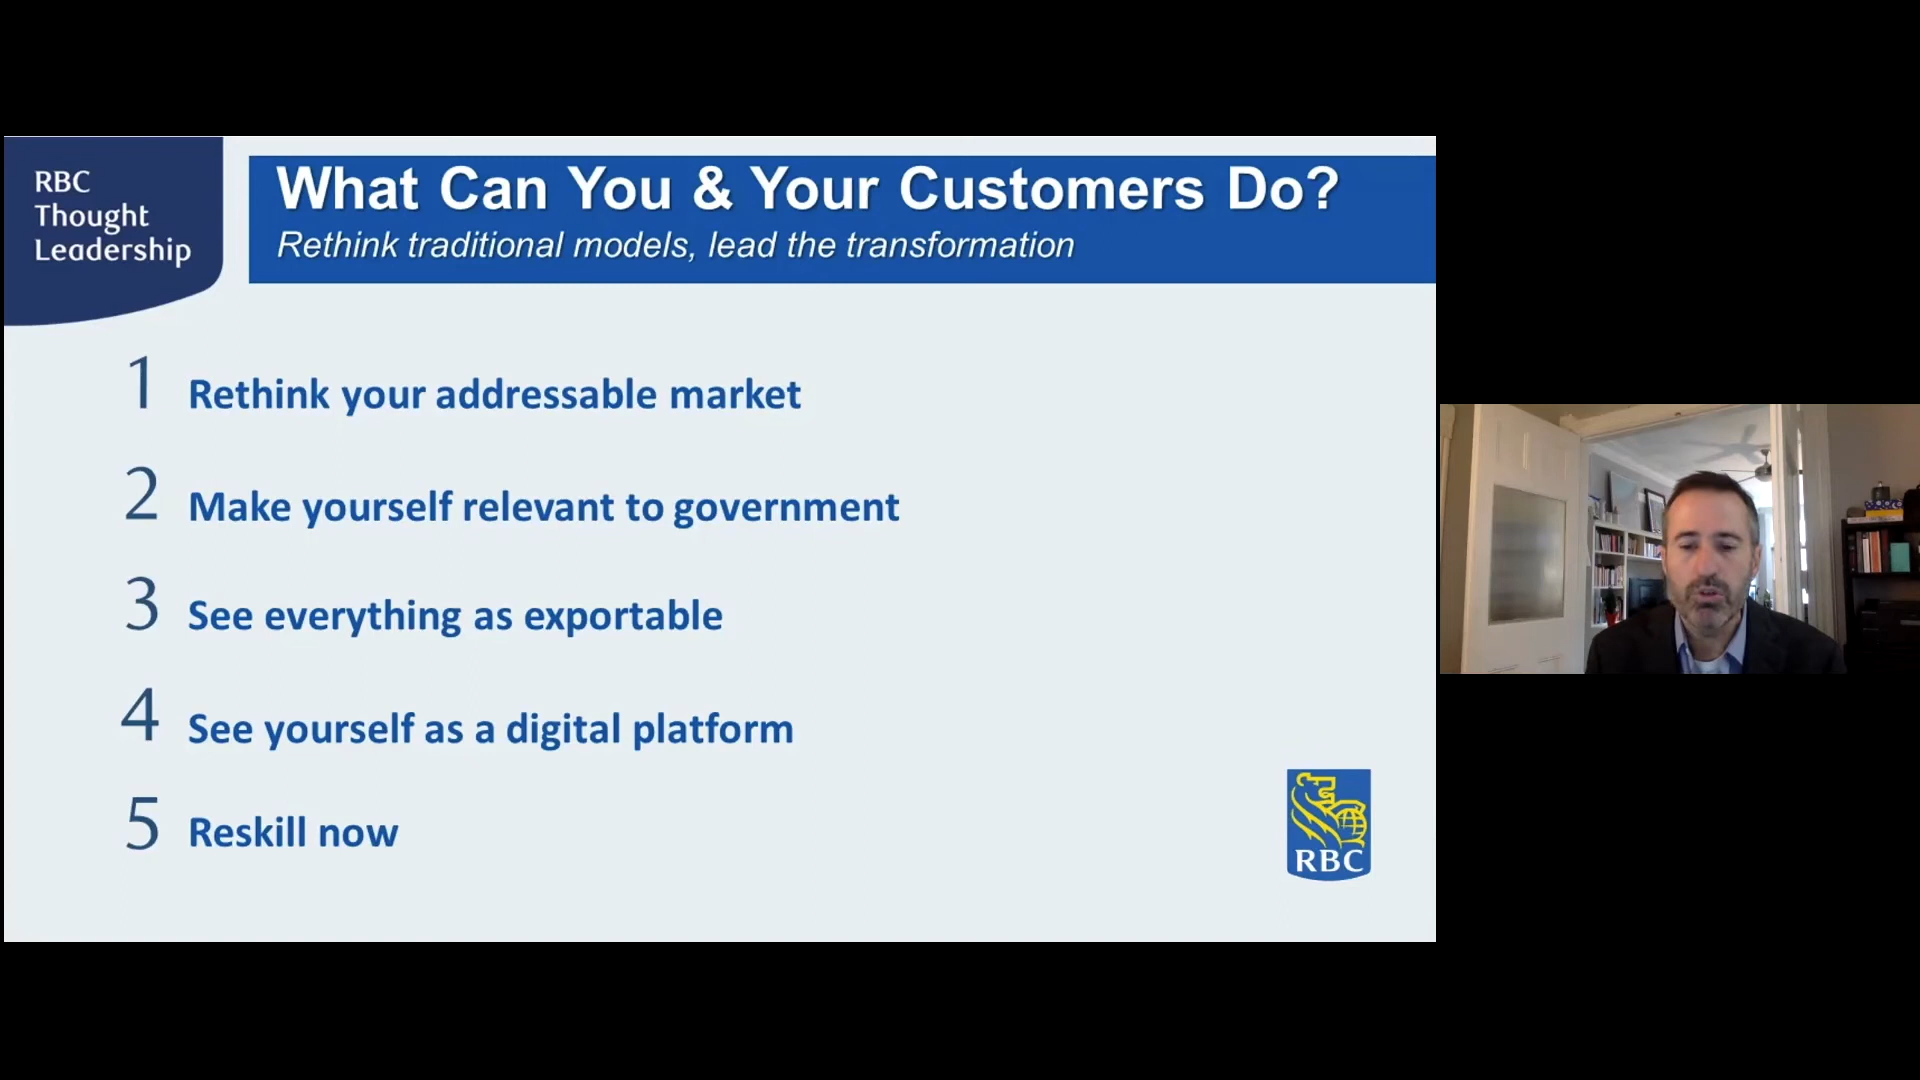 RBC
Thought
Leadership
What Can You & Your Customers Do?
Rethink traditional models, lead the transformation
1 Rethink your addressable market
2 Make yourself relevant to government
3 See everything as exportable
4 See yourself as a digital platform
5 Reskill now
RBC